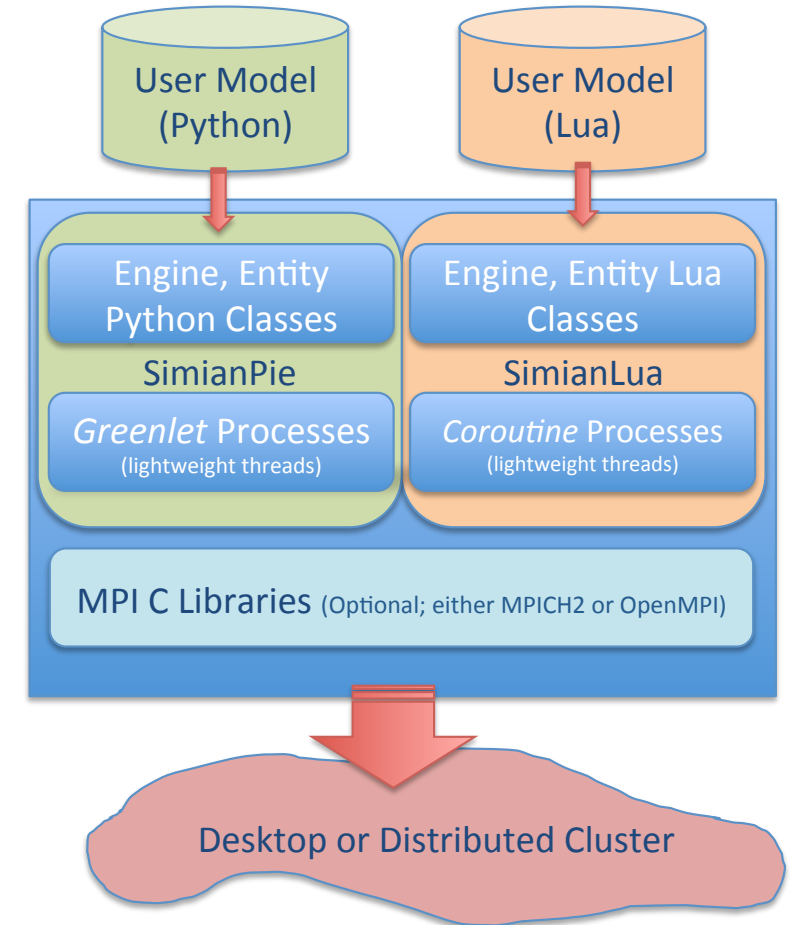 User Model
(Python)
User Model
(Lua)
Engine, Entity
Python Classes
Engine, Entity Lua
Classes
SimianPie
SimianLua
Greenlet Processes
(lightweight threads)
Coroutine Processes
(lightweight threads)
MPI C Libraries (Optional; either MPICH2 or OpenMPI)
Desktop or Distributed Cluster